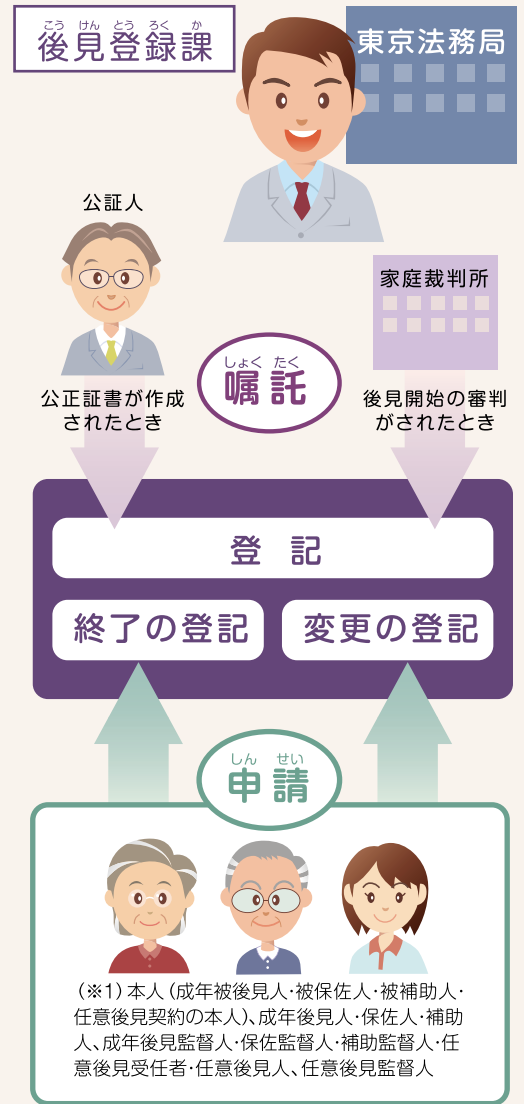 こう けん とう ろく か
後見登録課
東京法務局
公証人
家庭裁判所
しょく たく
嘱託
公正証書が作成
されたとき
後見開始の審判
がされたとき
登 記
終了の登記
変更の登記
しん せい
申請
(※1)本人(成年被後見人・被保佐人・被補助人・
任意後見契約の本人)、成年後見人・保佐人・補助
人、成年後見監督人・保佐監督人・補助監督人・任
意後見受任者・任意後見人、任意後見監督人